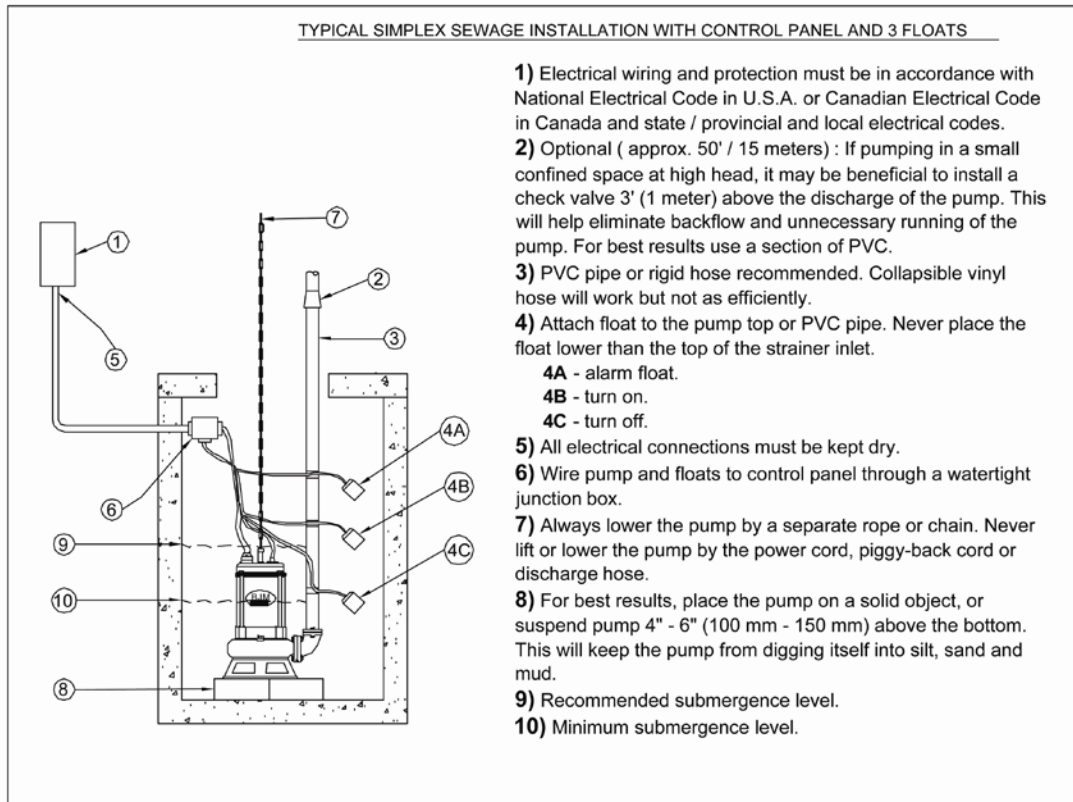 TYPICAL SIMPLEX SEWAGE INSTALLATION WITH CONTROL PANEL AND 3 FLOATS
1) Electrical wiring and protection must be in accordance with
National Electrical Code in U.S.A. or Canadian Electrical Code
in Canada and state / provincial and local electrical codes.
2) Optional ( approx. 50' / 15 meters) : If pumping in a small
confined space at high head, it may be beneficial to install a
check valve 3' (1 meter) above the discharge of the pump. This
will help eliminate backflow and unnecessary running of the
pump. For best results use a section of PVC.
3) PVC pipe or rigid hose recommended. Collapsible vinyl
hose will work but not as efficiently.
4) Attach float to the pump top or PVC pipe. Never place the
float lower than the top of the strainer inlet.
4A - alarm float.
4B - turn on.
4C - turn off.
5) All electrical connections must be kept dry.
6) Wire pump and floats to control panel through a watertight
junction box.
7) Always lower the pump by a separate rope or chain. Never
lift or lower the pump by the power cord, piggy-back cord or
discharge hose.
8) For best results, place the pump on a solid object, or
suspend pump 4" - 6" (100 mm - 150 mm) above the bottom.
This will keep the pump from digging itself into silt, sand and
mud.
9) Recommended submergence level.
10) Minimum submergence level.
7
1
2
3
5
4A
4B
6
9
4C
10
BJM
8